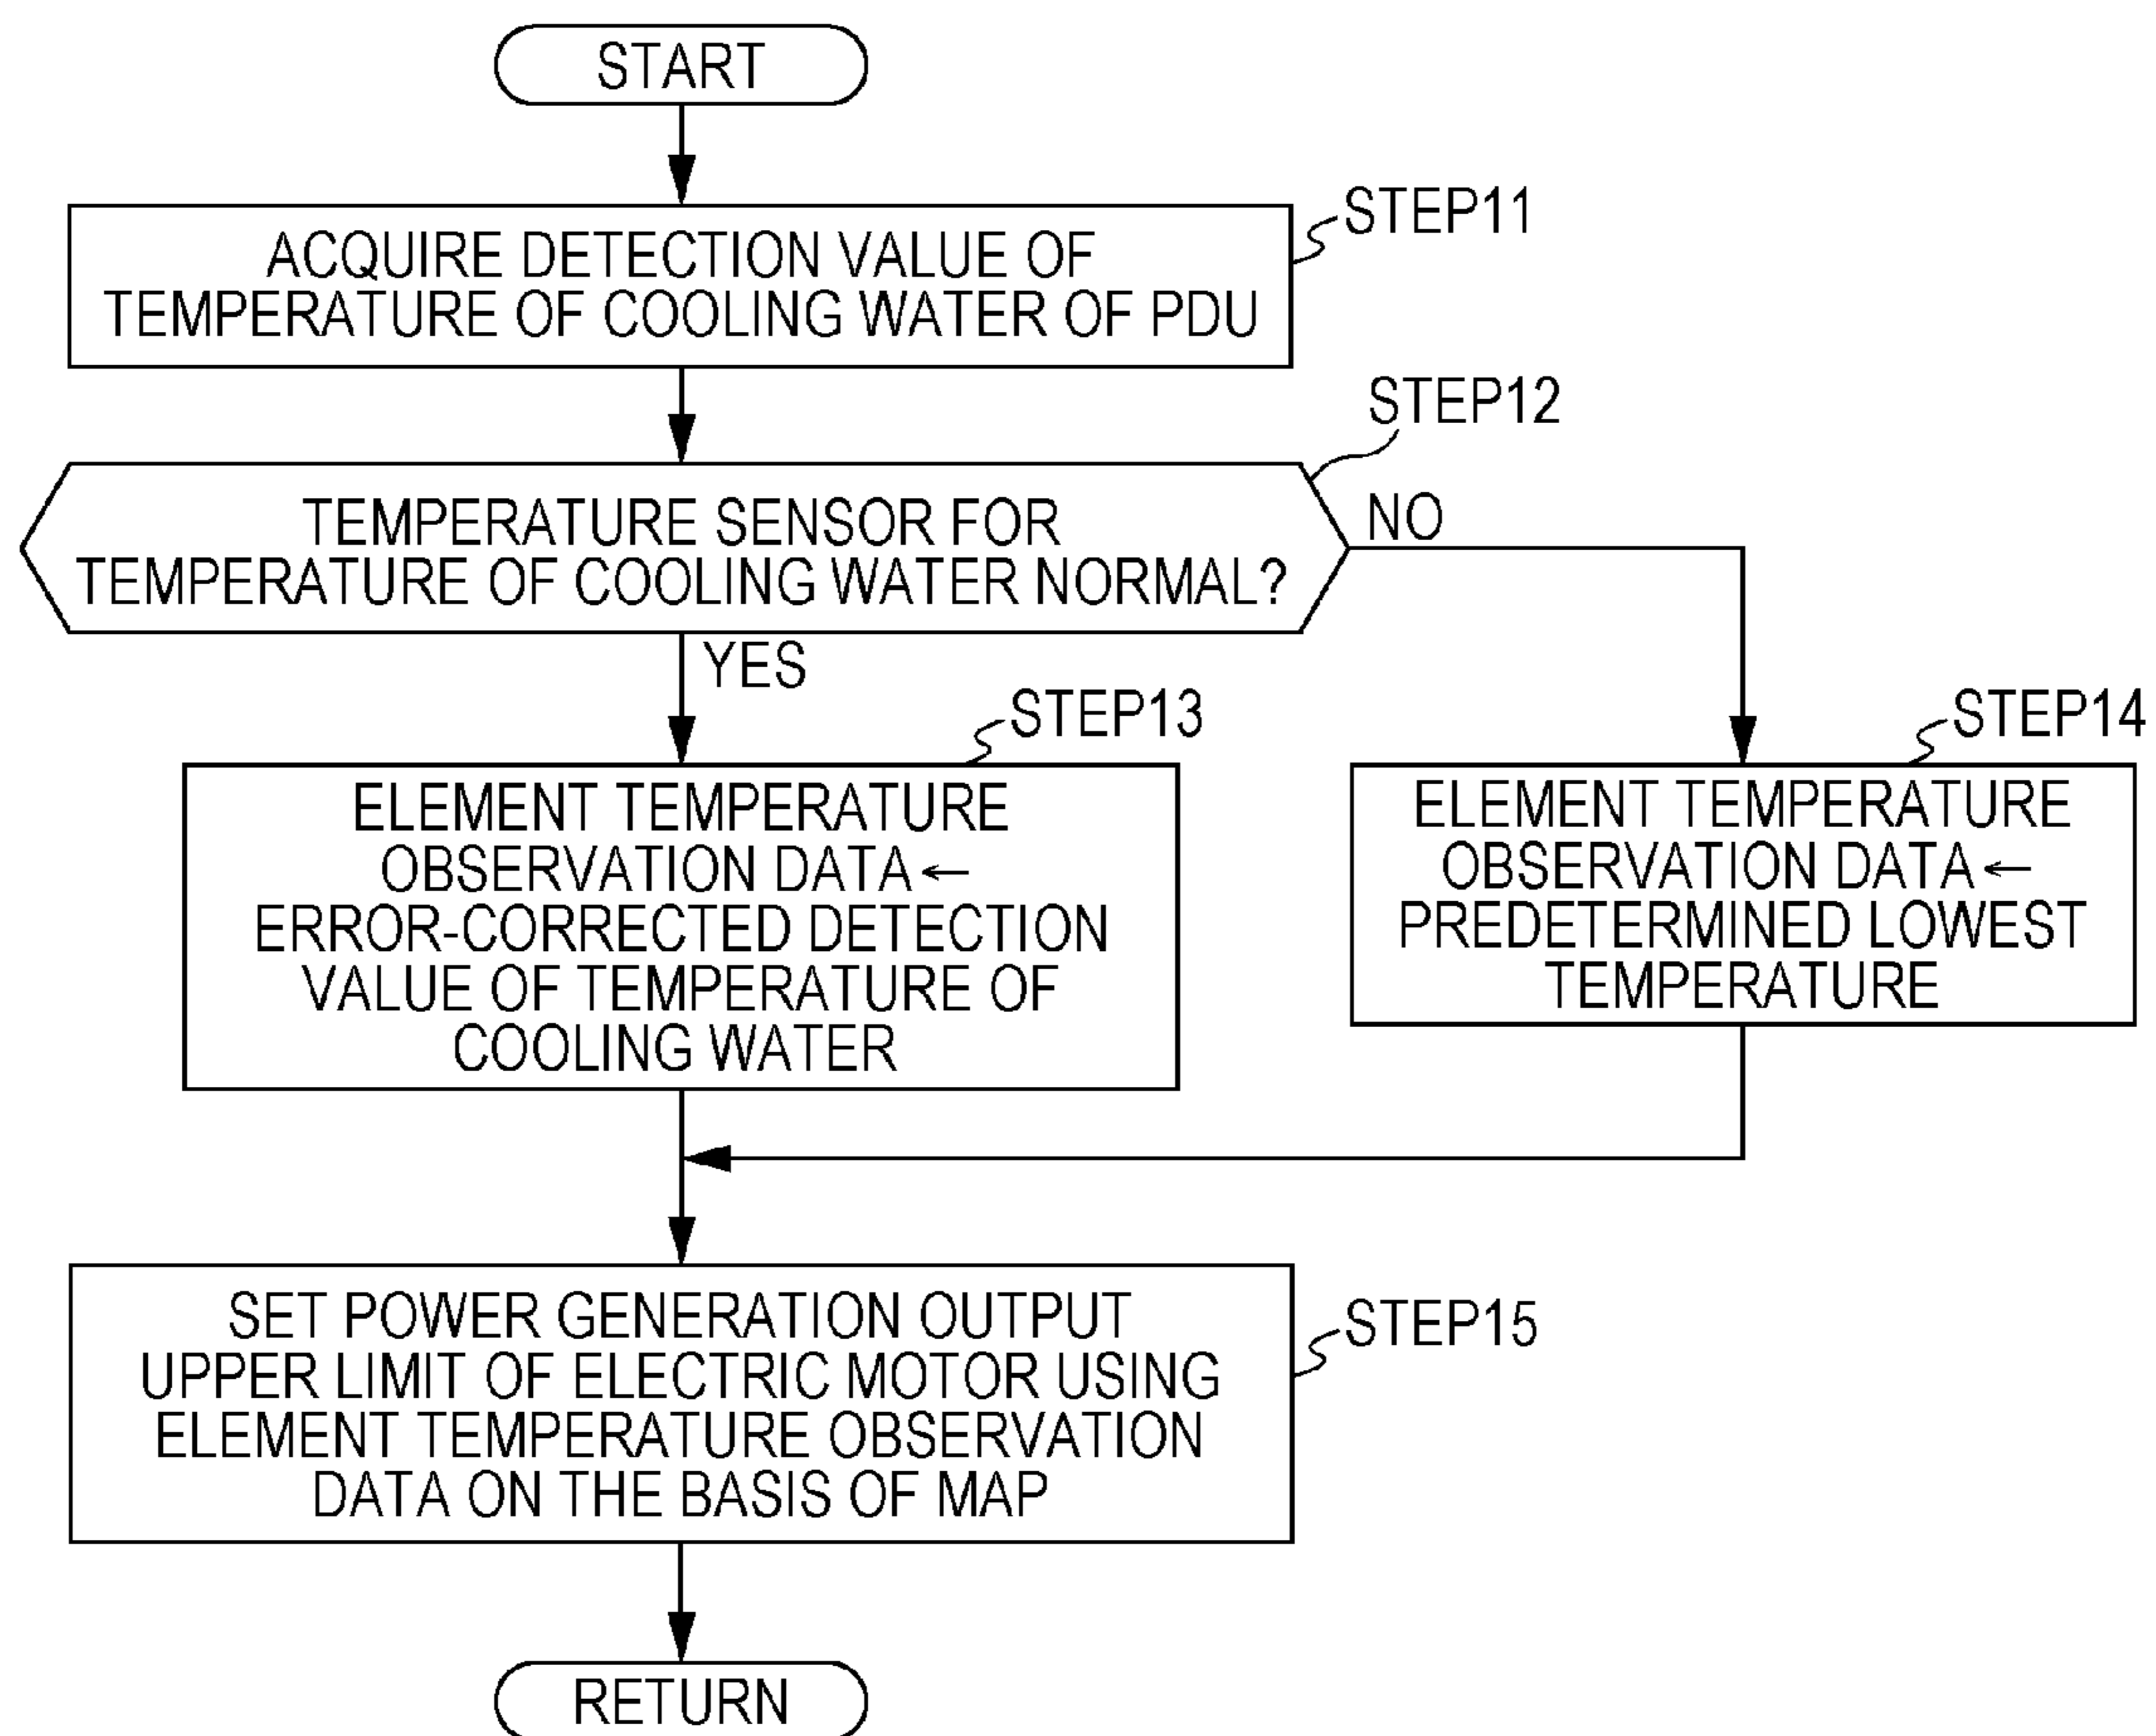 START
STEP11
ACQUIRE DETECTION VALUE OF
TEMPERATURE OF COOLING WATER OF PDU
STEP12
TEMPERATURE SENSOR FOR
TEMPERATURE OF COOLING WATER NORMAL?
NO
YES
STEP13
ELEMENT TEMPERATURE
OBSERVATION DATA←
ERROR-CORRECTED DETECTION
VALUE OF TEMPERATURE OF
COOLING WATER
STEP14
ELEMENT TEMPERATURE
OBSERVATION DATA←
PREDETERMINED LOWEST
TEMPERATURE
STEP15
SET POWER GENERATION OUTPUT
UPPER LIMIT OF ELECTRIC MOTOR USING
ELEMENT TEMPERATURE OBSERVATION
DATA ON THE BASIS OF MAP
RETURN